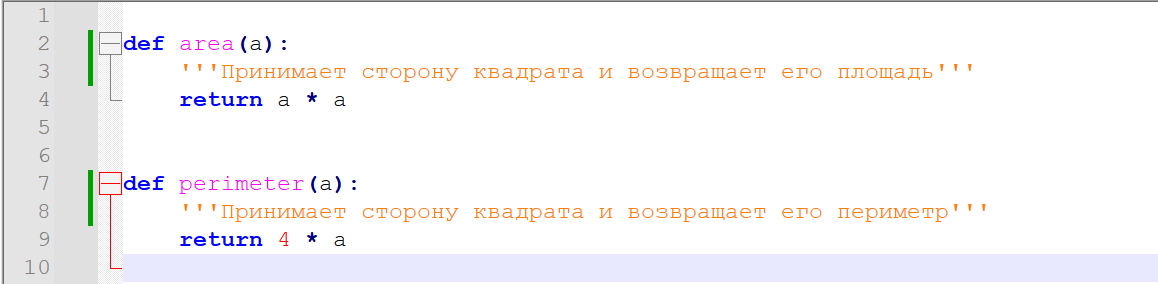 1
2 def area(a):
3 '''Принимает сторону квадрата и возвращает его площадь'''
4 return a * a
5
6
7 def perimeter(a):
8 '''Принимает сторону квадрата и возвращает его периметр'''
9 return 4 * a
10